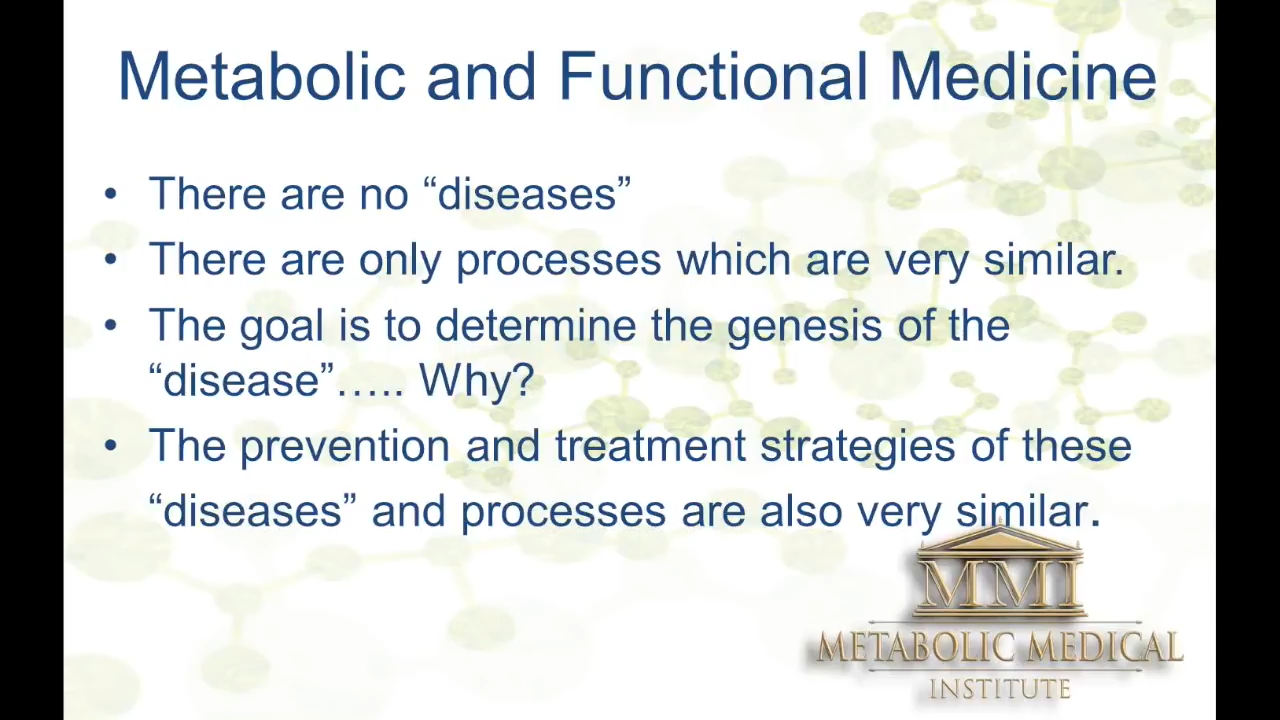 Metabolic and Functional Medicine
• There are no “diseases”
• There are only processes which are very similar.
• The goal is to determine the genesis of the
“disease”….. Why?
• The prevention and treatment strategies of these
“diseases” and processes are also very similar.
MMI
METABOLIC MEDICAL
INSTITUTE